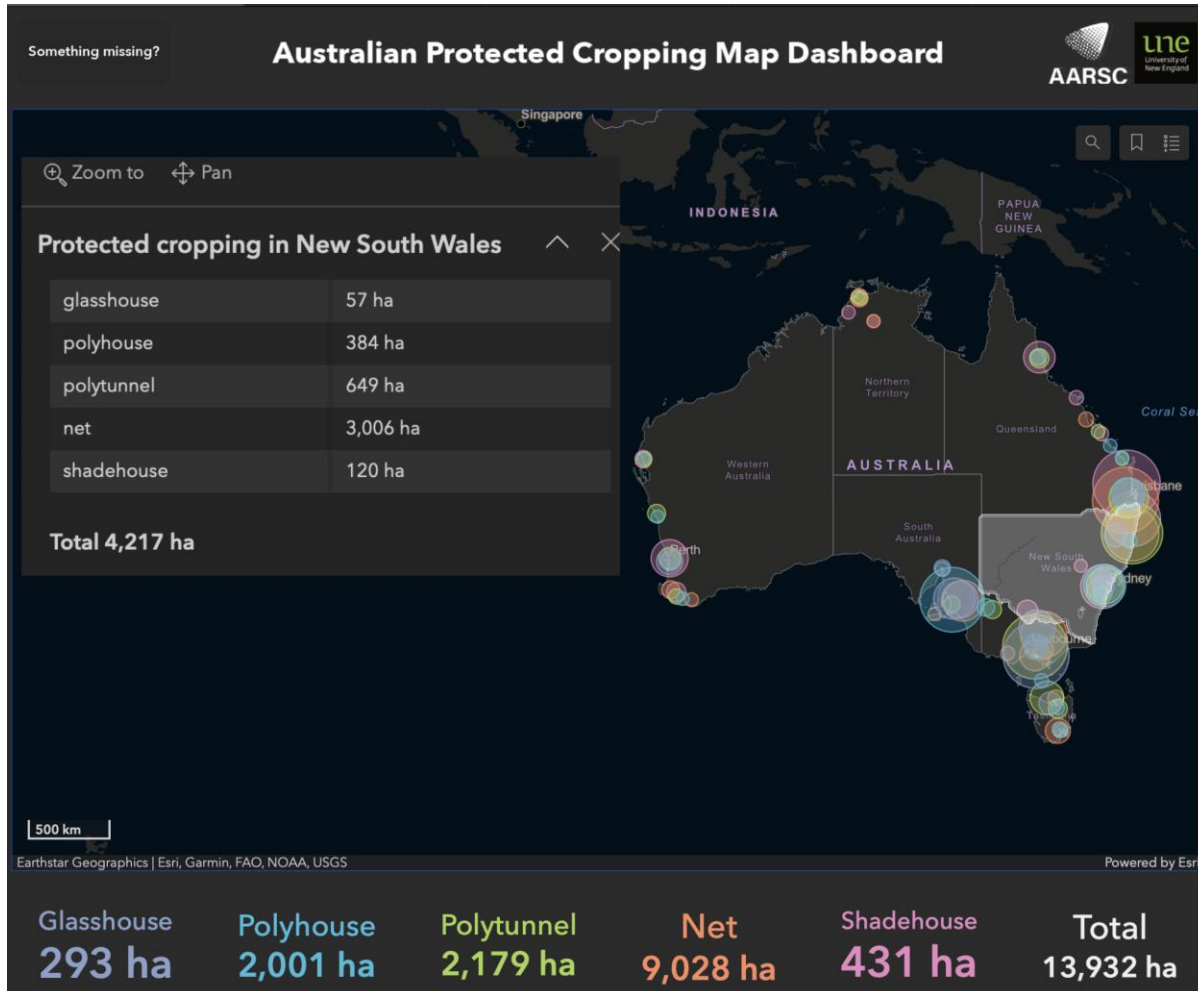 Something missing?
Australian Protected Cropping Map Dashboard
AARSC
une
University of
New England
Singapore
Zoom to
Pan
INDONESIA
PAPUA
NEW
GUINEA
Protected cropping in New South Wales
glasshouse 57 ha
polyhouse 384 ha
polytunnel 649 ha
net 3,006 ha
shadehouse 120 ha
Total 4,217 ha
Northern
Territory
Coral Se
Queensland
Western
Australia
AUSTRALIA
isbane
South
Australia
New South
Wales
Perth
dney
bourne
500 km
Earthstar Geographics | Esri, Garmin, FAO, NOAA, USGS
Powered by Esri
Glasshouse
293 ha
Polyhouse
2,001 ha
Polytunnel
2,179 ha
Net
9,028 ha
Shadehouse
431 ha
Total
13,932 ha